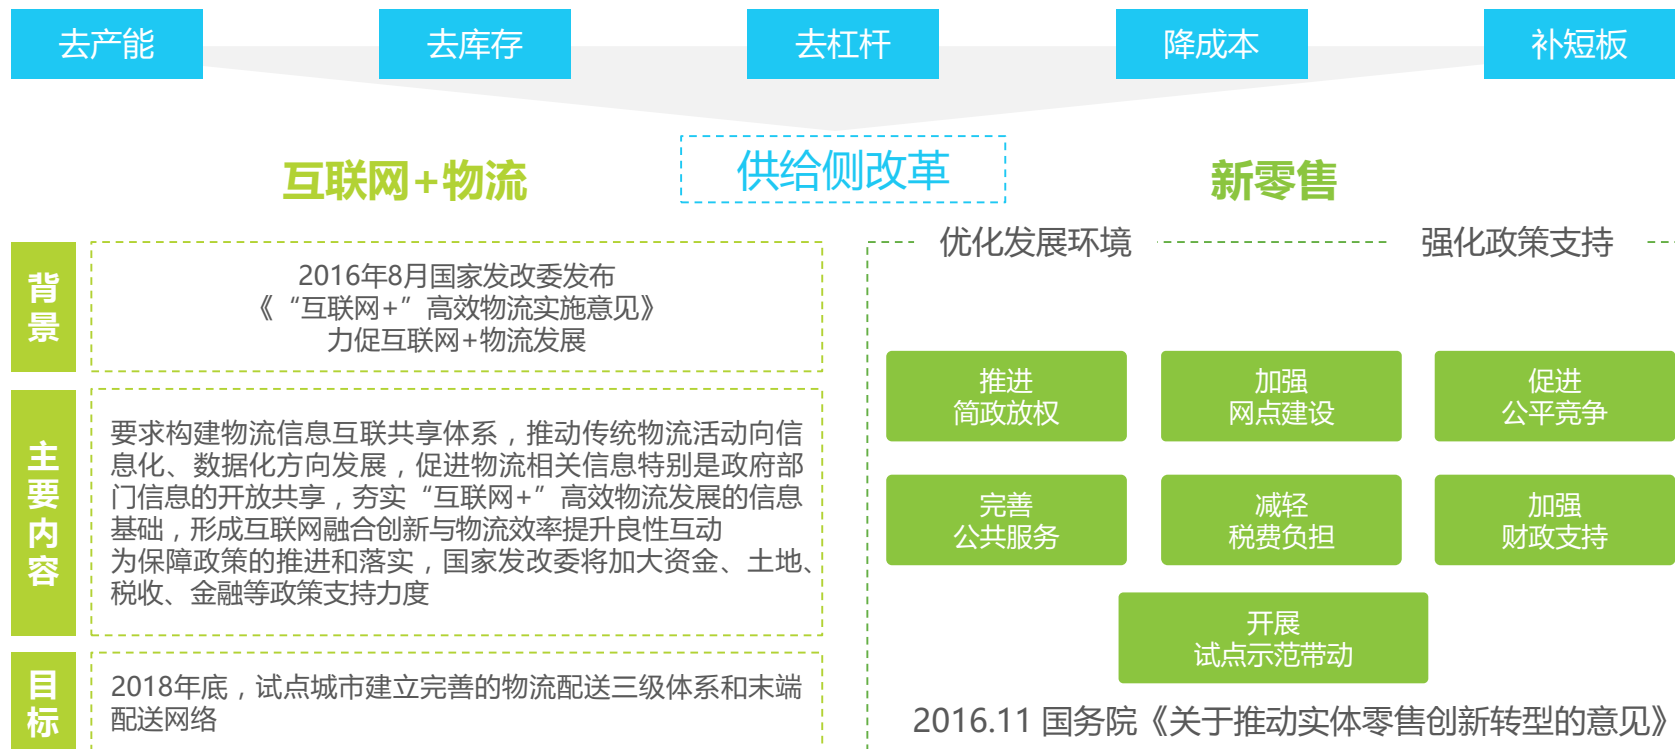 去产能
去库存
去杠杆
降成本
补短板
供给侧改革
互联网+物流
背景
2016年8月国家发改委发布
《“互联网+”高效物流实施意见》
力促互联网+物流发展
主要内容
要求构建物流信息互联共享体系，推动传统物流活动向信
息化、数据化方向发展，促进物流相关信息特别是政府部
门信息的开放共享，夯实“互联网+”高效物流发展的信息
基础，形成互联网融合创新与物流效率提升良性互动
为保障政策的推进和落实，国家发改委将加大资金、土地、
税收、金融等政策支持力度
目标
2018年底，试点城市建立完善的物流配送三级体系和末端
配送网络
新零售
优化发展环境
强化政策支持
推进
简政放权
加强
网点建设
促进
公平竞争
完善
公共服务
减轻
税费负担
加强
财政支持
开展
试点示范带动
2016.11 国务院《关于推动实体零售创新转型的意见》